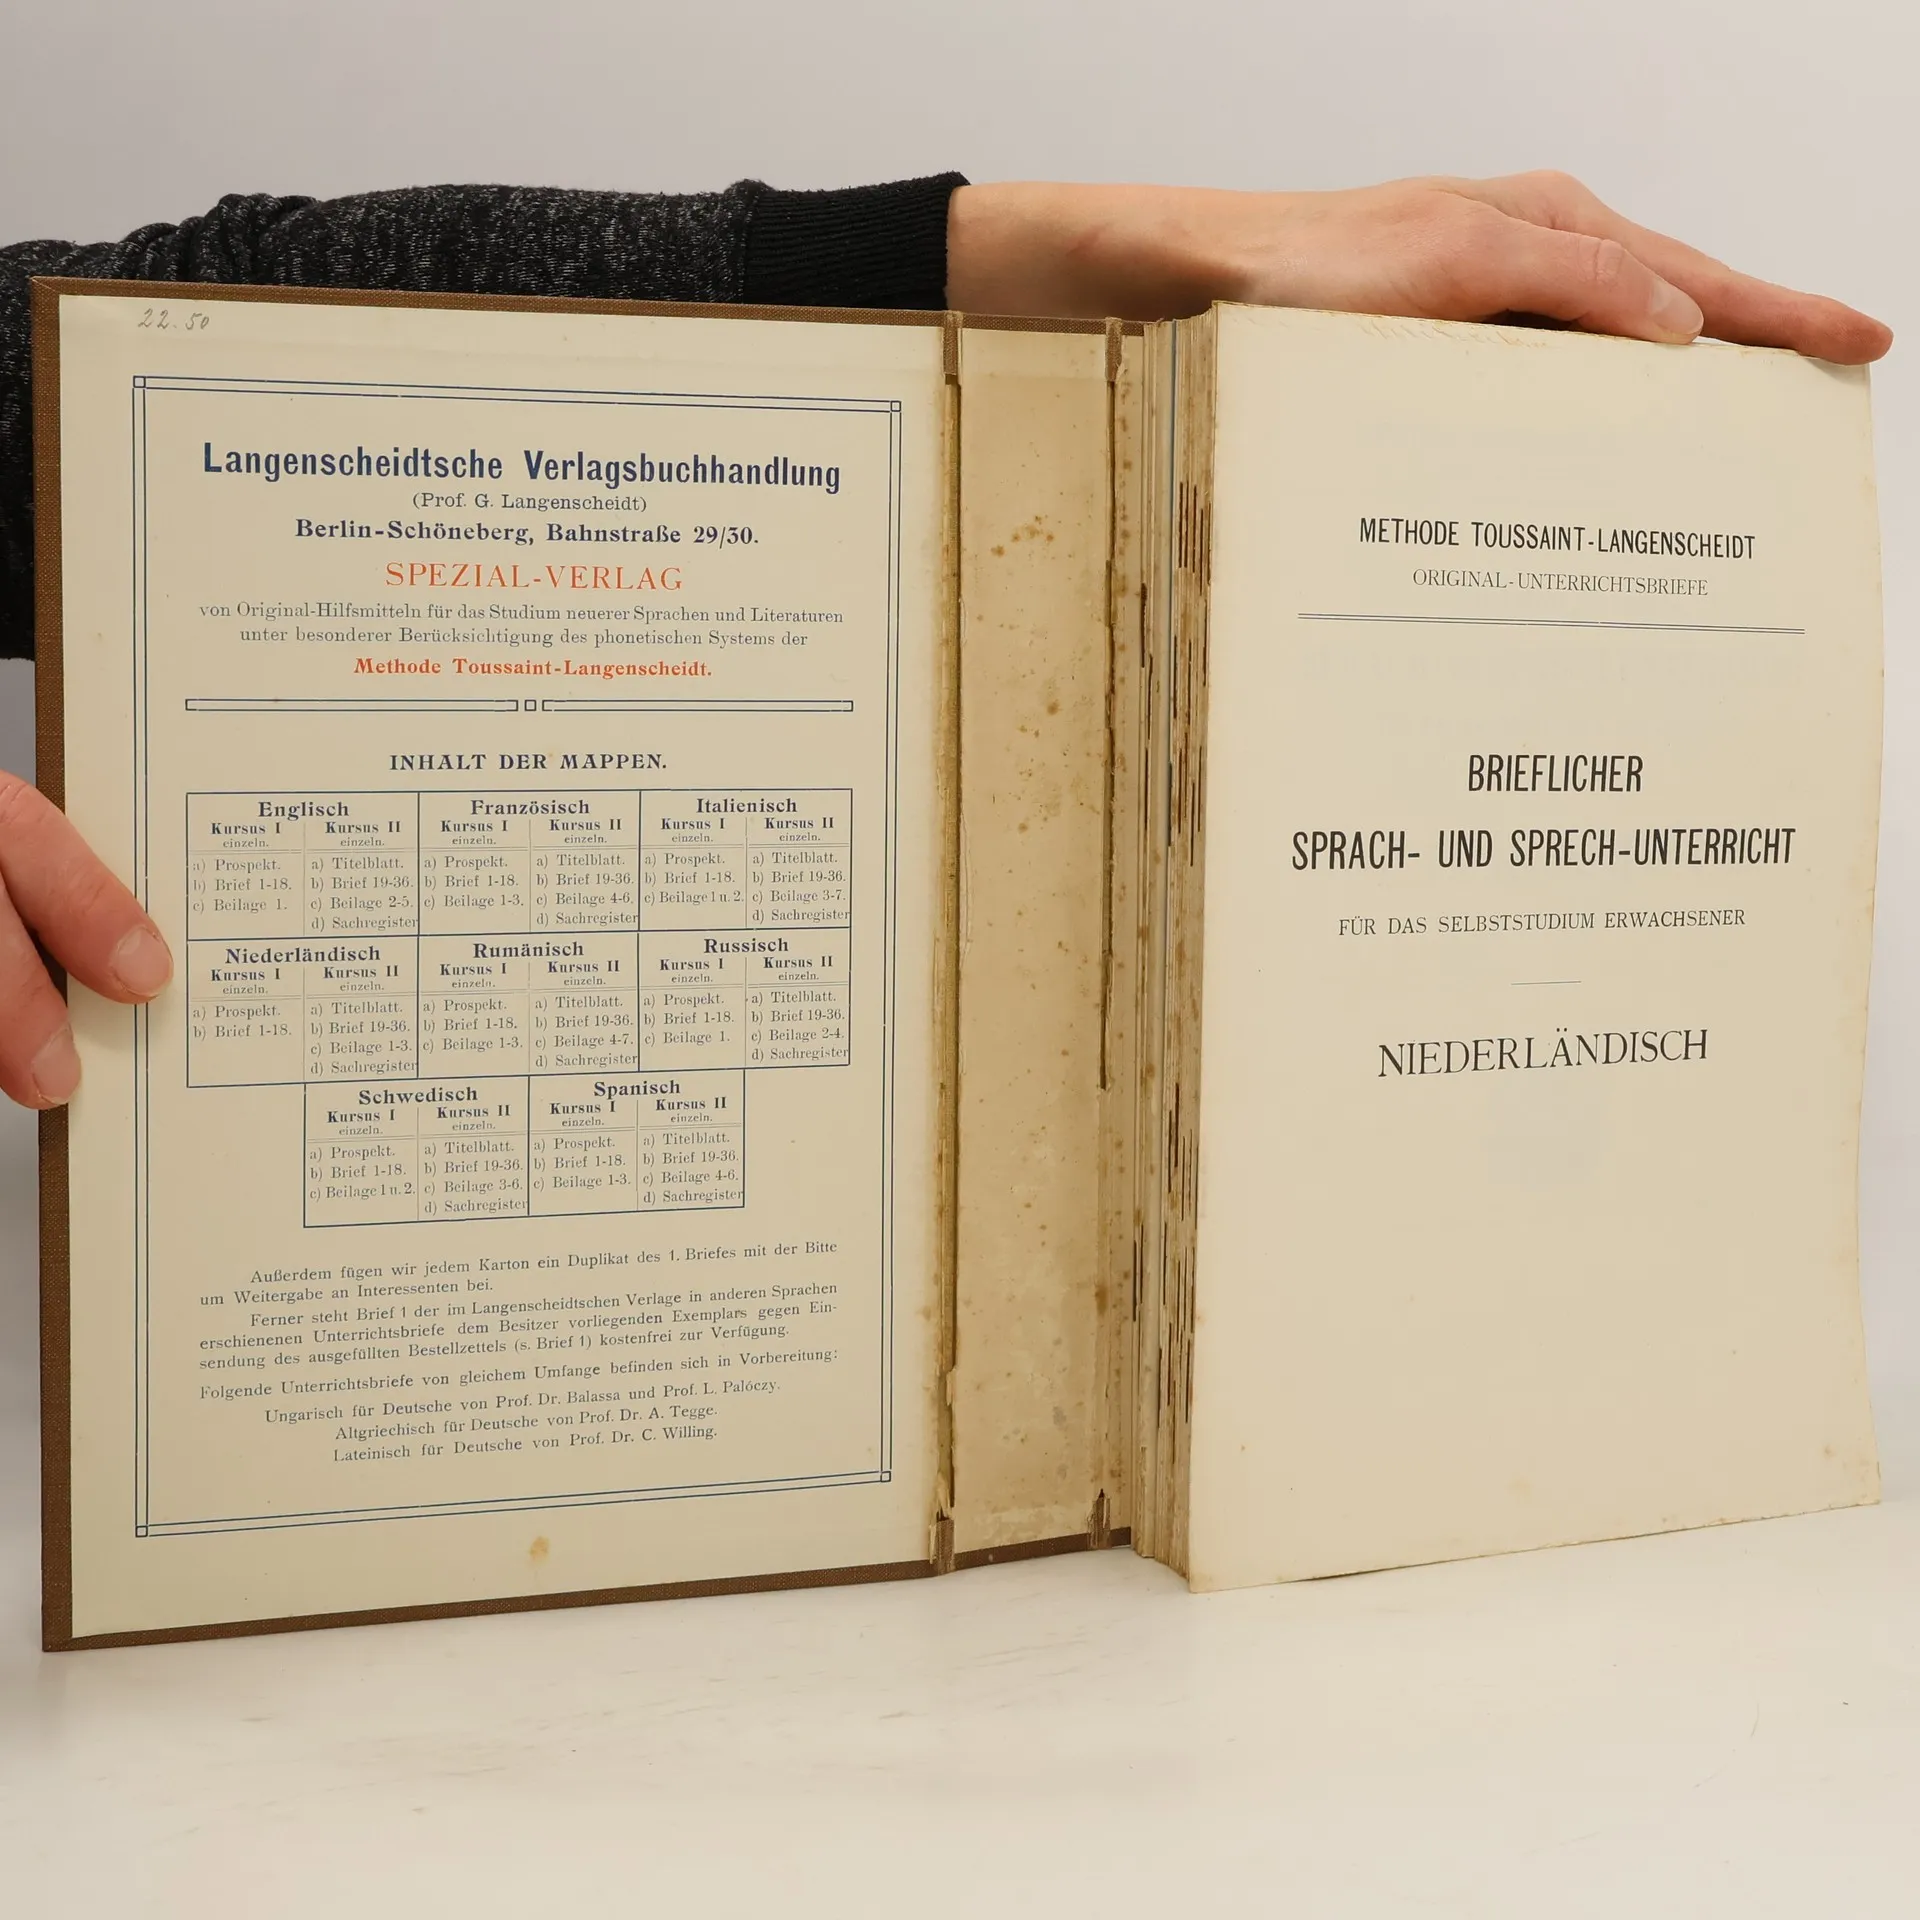 22.50
Langenscheidtsche Verlagsbuchhandlung
(Prof. G. Langenscheidt)
Berlin-Schöneberg, Bahnstraße 29/30.
SPEZIAL-VERLAG
von Original-Hilfsmitteln für das Studium neuerer Sprachen und Literaturen
unter besonderer Berücksichtigung des phonetischen Systems der
Methode Toussaint-Langenscheidt.
INHALT DER MAPPEN.
Englisch
Kursus I
einzeln.
a) Prospekt.
b) Brief 1-18.
c) Beilage 1.
Kursus II
einzeln.
a) Titelblatt.
b) Brief 19-36.
c) Beilage 2-5.
d) Sachregister
Französisch
Kursus I
einzeln.
a) Prospekt.
b) Brief 1-18.
c) Beilage 1-3.
Kursus II
einzeln.
a) Titelblatt.
b) Brief 19-36.
c) Beilage 4-6.
d) Sachregister
Italienisch
Kursus I
einzeln.
a) Prospekt.
b) Brief 1-18.
c) Beilage 1 u. 2.
Kursus II
einzeln.
a) Titelblatt.
b) Brief 19-36.
c) Beilage 3-7.
d) Sachregister
Niederländisch
Kursus I
einzeln.
a) Prospekt.
b) Brief 1-18.
Kursus II
einzeln.
a) Titelblatt.
b) Brief 19-36.
c) Beilage 1-3.
d) Sachregister
Rumänisch
Kursus I
einzeln.
a) Prospekt.
b) Brief 1-18.
c) Beilage 1-3.
Kursus II
einzeln.
a) Titelblatt.
b) Brief 19-36.
c) Beilage 4-7.
d) Sachregister
Russisch
Kursus I
einzeln.
a) Prospekt.
b) Brief 1-18.
c) Beilage 1.
Kursus II
einzeln.
a) Titelblatt.
b) Brief 19-36.
c) Beilage 2-4.
d) Sachregister
Schwedisch
Kursus I
einzeln.
a) Prospekt.
b) Brief 1-18.
c) Beilage 1 u. 2.
Kursus II
einzeln.
a) Titelblatt.
b) Brief 19-36.
c) Beilage 3-6.
d) Sachregister
Spanisch
Kursus I
einzeln.
a) Prospekt.
b) Brief 1-18.
c) Beilage 1-3.
Kursus II
einzeln.
a) Titelblatt.
b) Brief 19-36.
c) Beilage 4-6.
d) Sachregister
Außerdem fügen wir jedem Karton ein Duplikat des 1. Briefes mit der Bitte
um Weitergabe an Interessenten bei.
Ferner steht Brief 1 der im Langenscheidtschen Verlage in anderen Sprachen
erschienenen Unterrichtsbriefe dem Besitzer vorliegenden Exemplars gegen Ein-
sendung des ausgefüllten Bestellzettels (s. Brief 1) kostenfrei zur Verfügung.
Folgende Unterrichtsbriefe von gleichem Umfange befinden sich in Vorbereitung:
Ungarisch für Deutsche von Prof. Dr. Balassa und Prof. L. Palóczy.
Altgriechisch für Deutsche von Prof. Dr. A. Tegge.
Lateinisch für Deutsche von Prof. Dr. C. Willing.
METHODE TOUSSAINT-LANGENSCHEIDT
ORIGINAL-UNTERRICHTSBRIEFE
BRIEFLICHER
SPRACH- UND SPRECH-UNTERRICHT
FÜR DAS SELBSTSTUDIUM ERWACHSENER
NIEDERLÄNDISCH